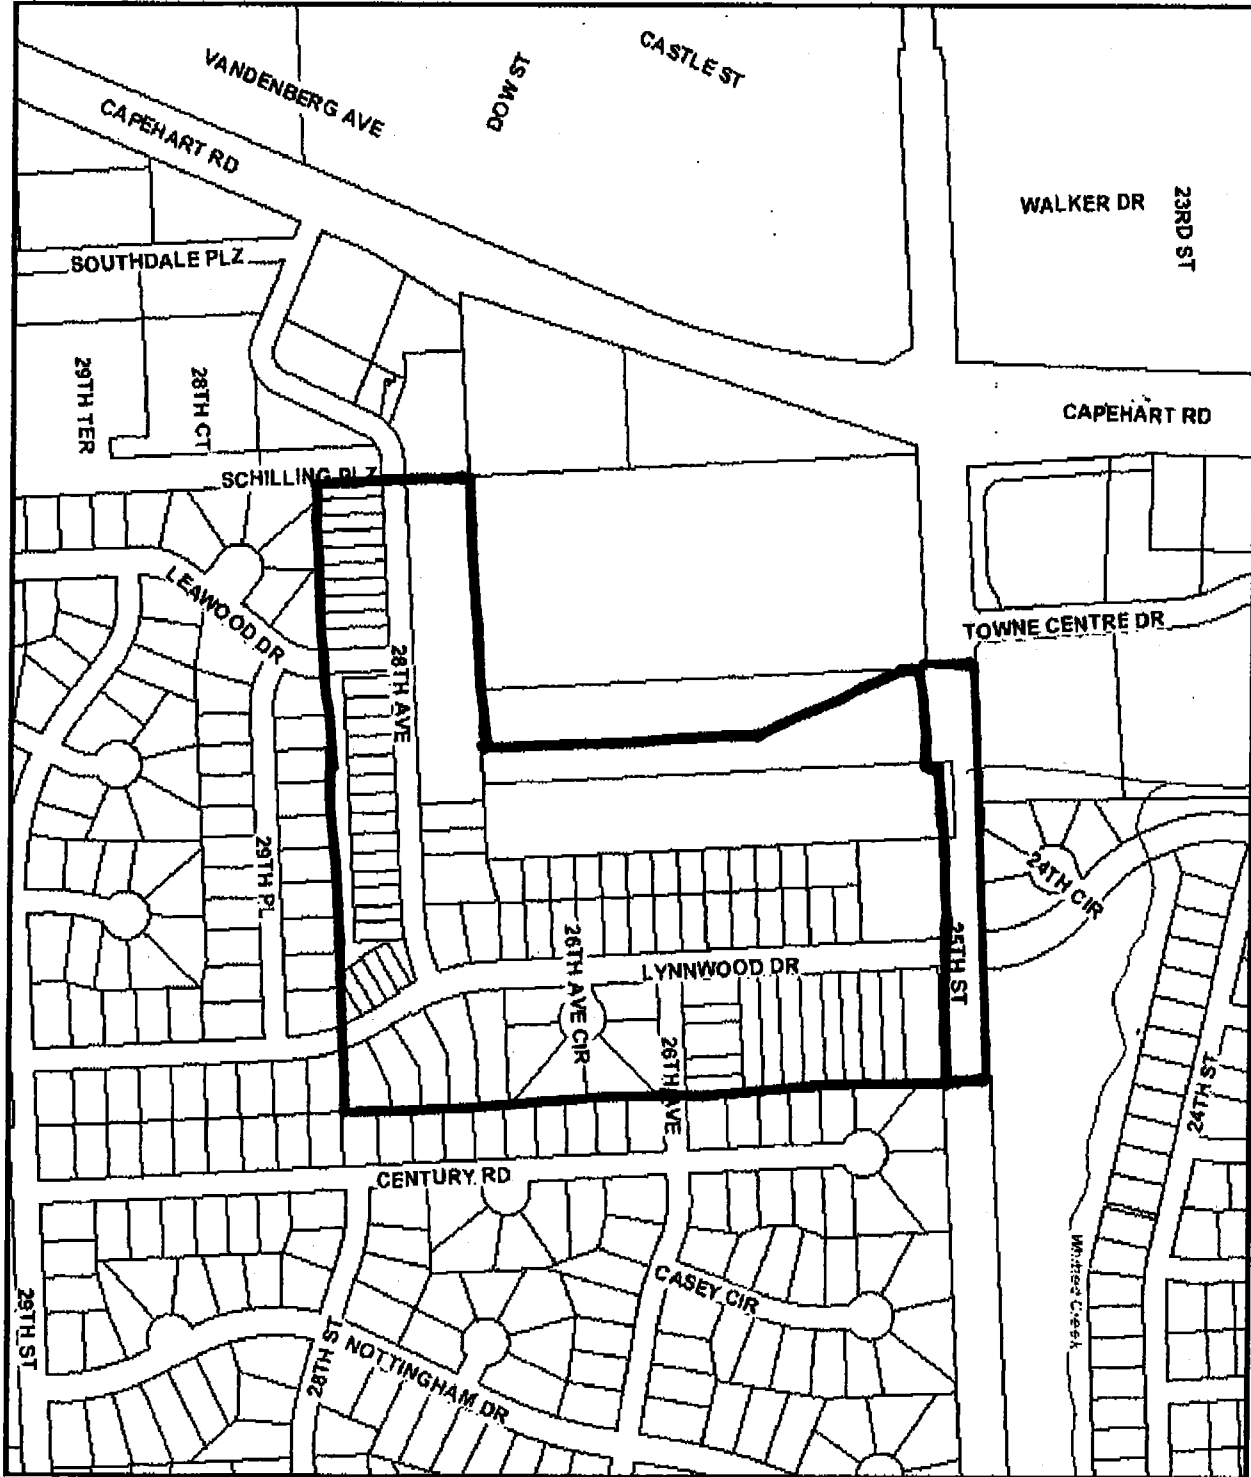 CASTLE ST
VANDENBERG AVE
DOW ST
CAPEHART RD
WALKER DR
23RD ST
SOUTHDALE PLZ
29TH TER
28TH CT
CAPEHART RD
SCHILLING PLZ
LEAWOOD DR
TOWNE CENTRE DR
28TH AVE
29TH PL
24TH CIR
26TH AVE CIR
LYNNWOOD DR
25TH ST
26TH AVE
24TH ST
CENTURY RD
CASEY CIR
29TH ST
28TH ST
NOTTINGHAM DR
Creek